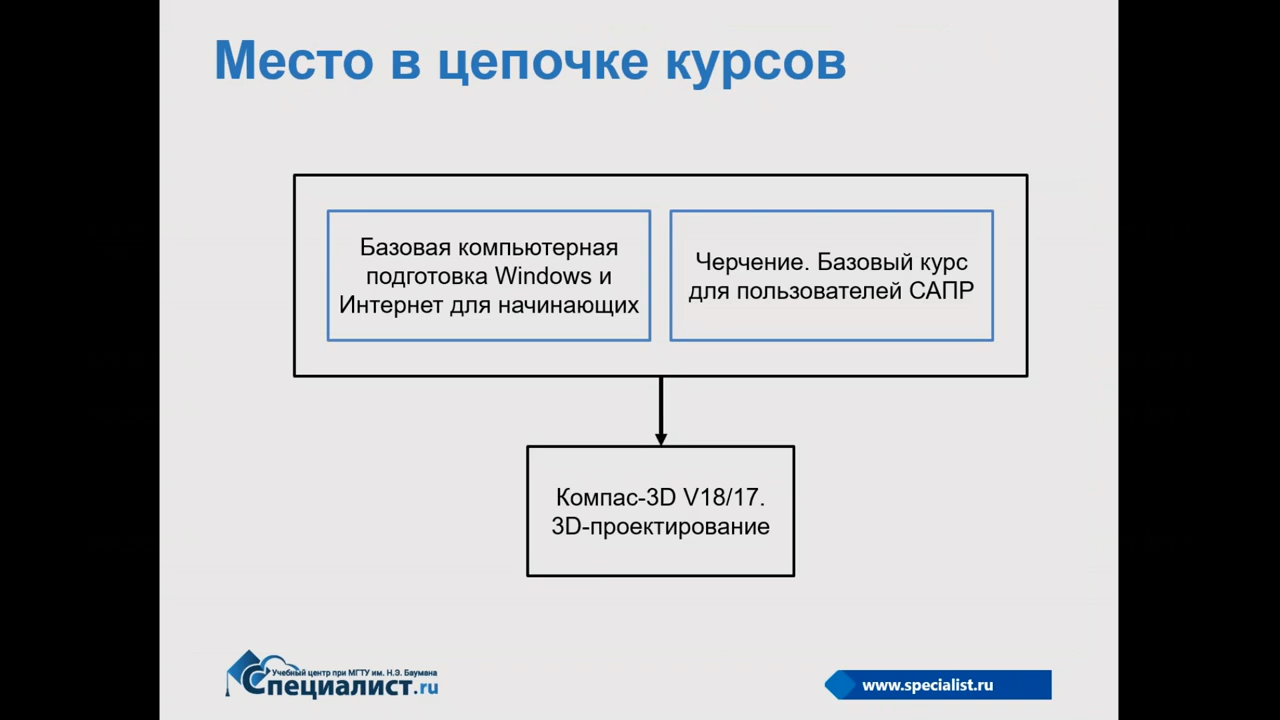 Место в цепочке курсов
Базовая компьютерная
подготовка Windows и
Интернет для начинающих
Черчение. Базовый курс
для пользователей САПР
Компас-3D V18/17.
3D-проектирование
Учебный центр при МГТУ им. Н.Э. Баумана
Специалист.ru
www.specialist.ru